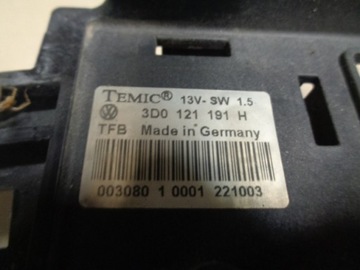 TEMIC® 13V- SW 1.5
3D0 121 191 H
TFB Made in Germany
003080 1 0001 221003